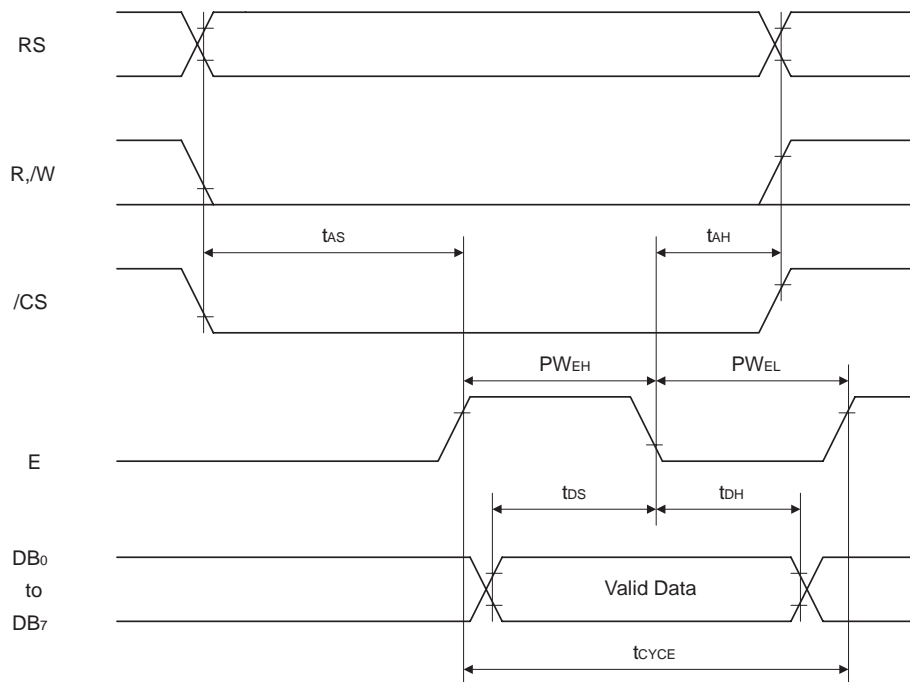 RS
R,/W
tAS
tAH
/CS
PWEH
PWEL
E
tDS
tDH
DB0
to
DB7
Valid Data
tCYCE